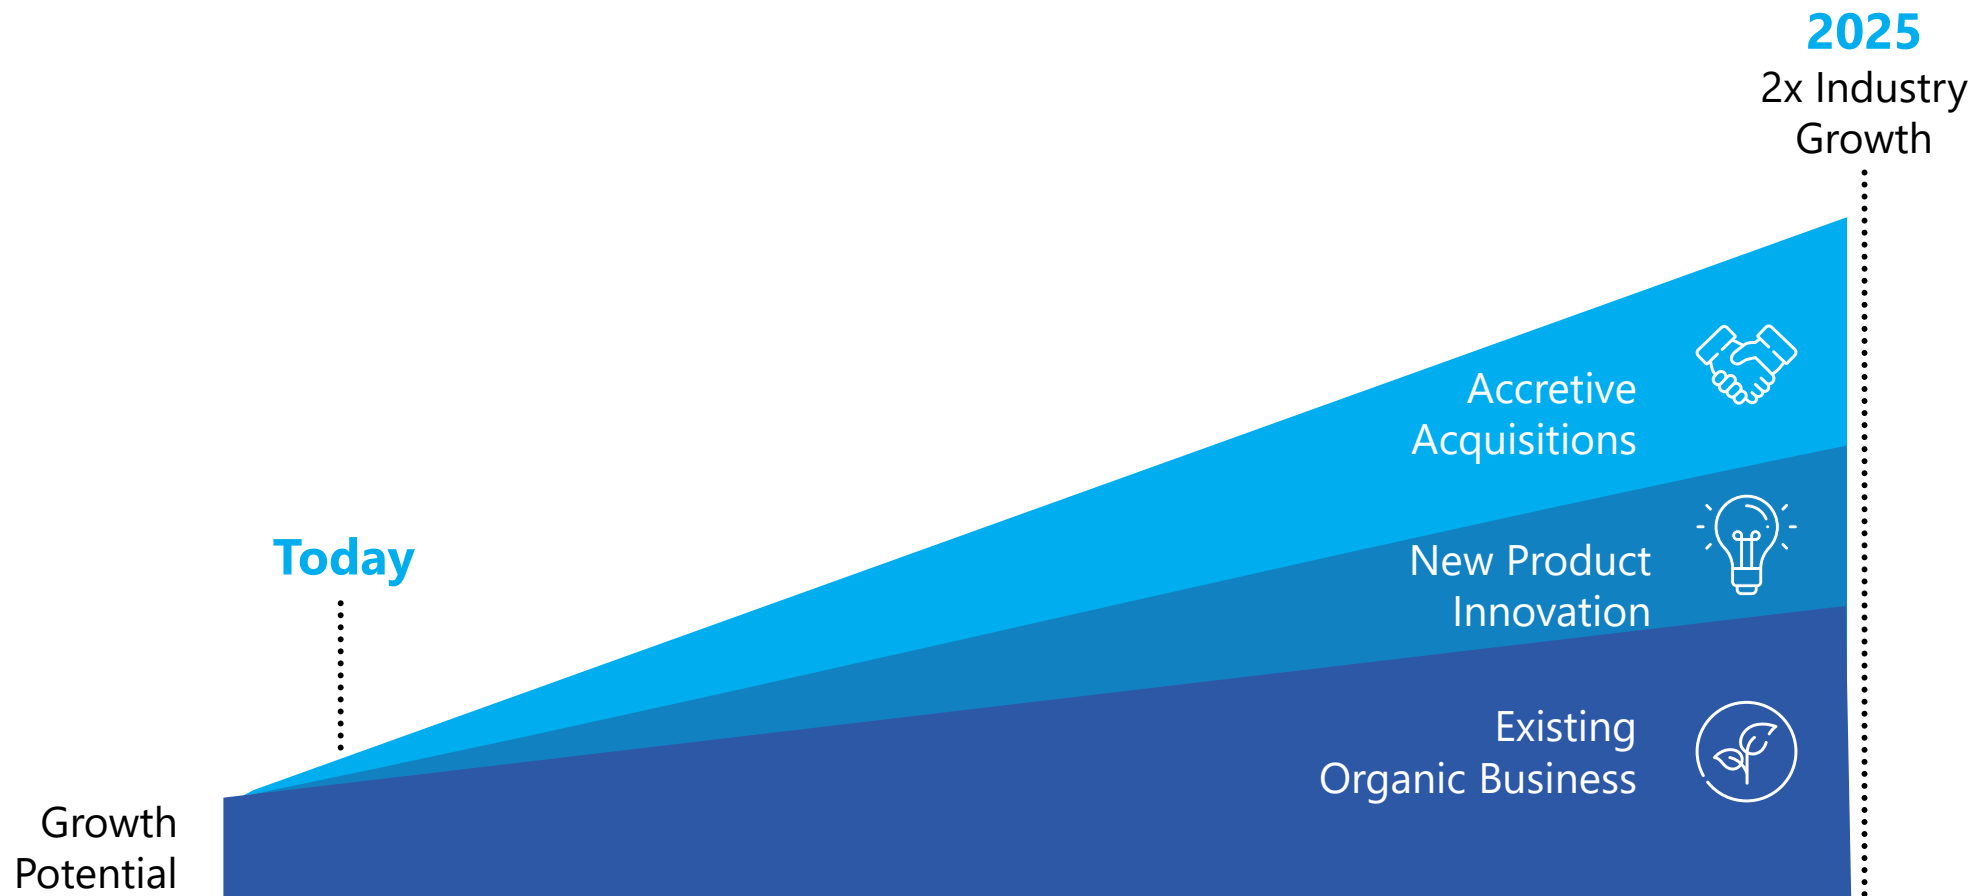 2025
2x Industry
Growth
Accretive
Acquisitions
Today
New Product
Innovation
Existing
Organic Business
Growth
Potential